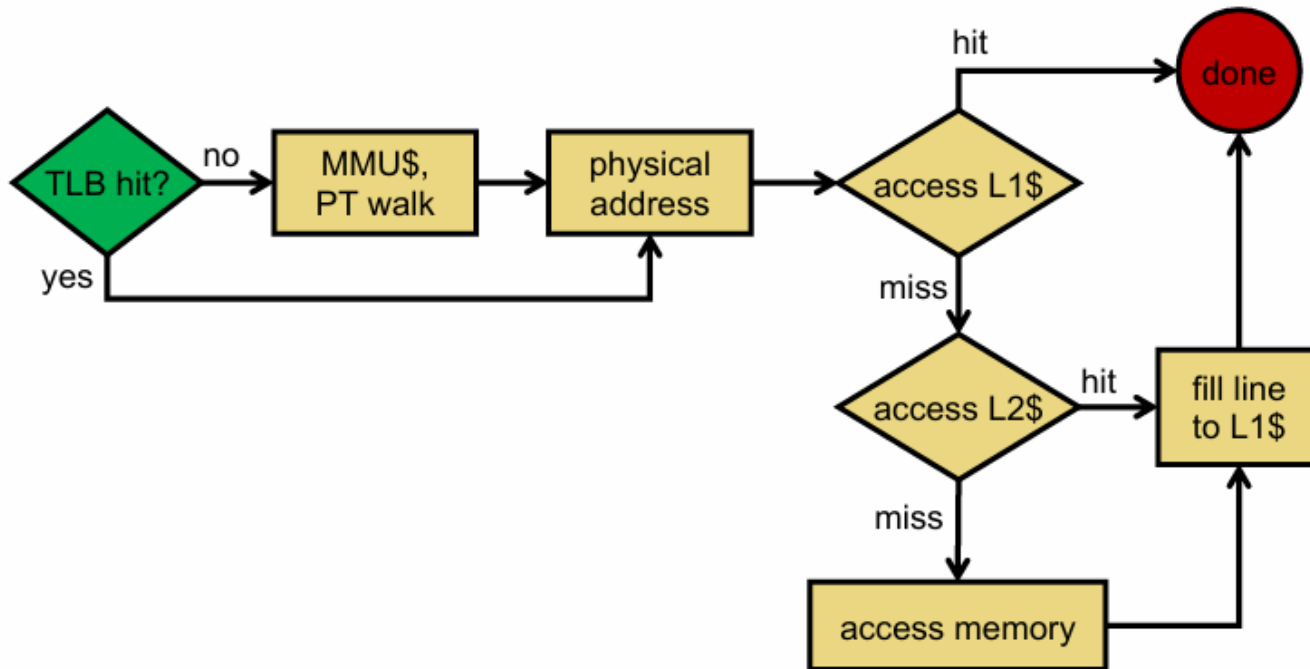 TLB hit?
no
yes
MMU$,
PT walk
physical
address
access L1$
hit
done
miss
access L2$
hit
fill line
to L1$
miss
access memory